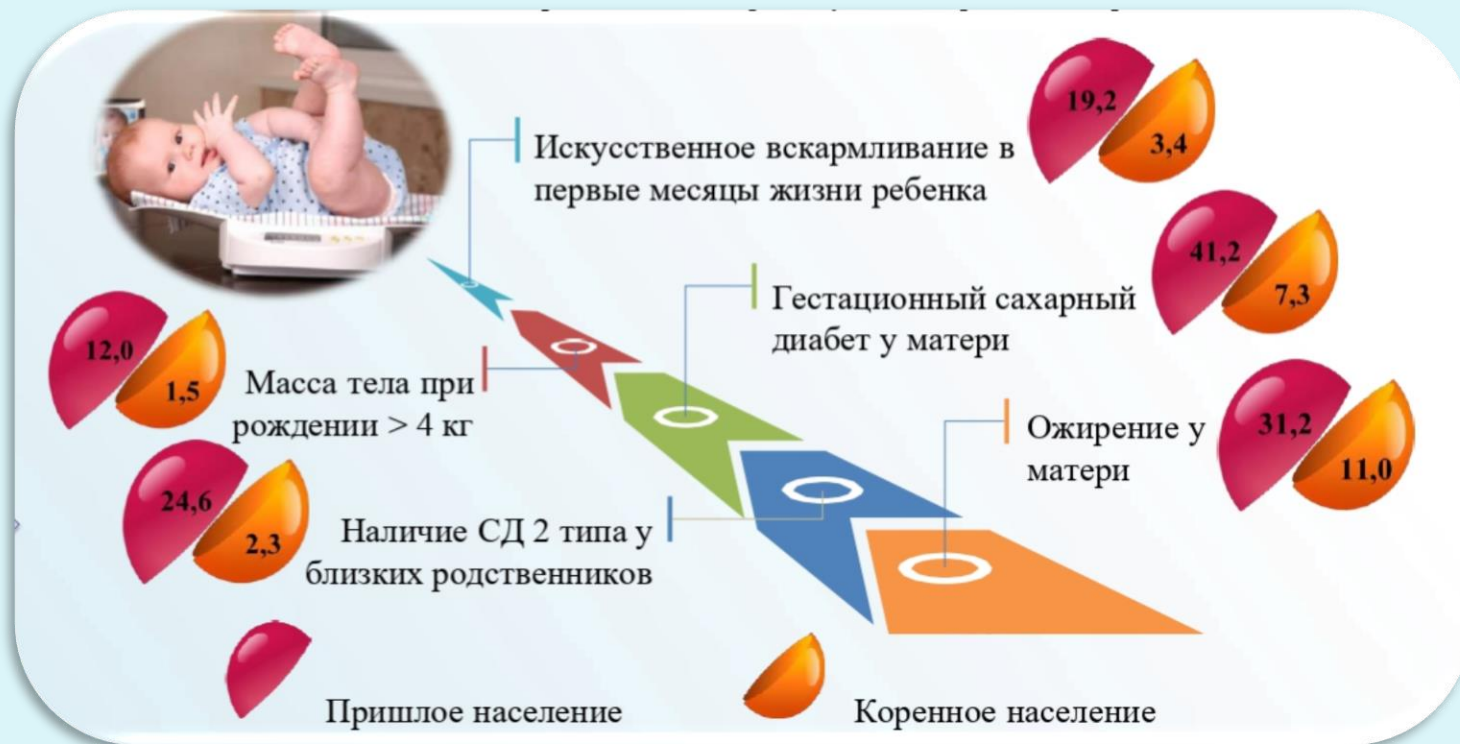 19,2
3,4
Искусственное вскармливание в
первые месяцы жизни ребенка
41,2
7,3
Гестационный сахарный
диабет у матери
12,0
1,5
Масса тела при
рождении > 4 кг
31,2
11,0
Ожирение у
матери
24,6
2,3
Наличие СД 2 типа у
близких родственников
Пришлое население
Коренное население